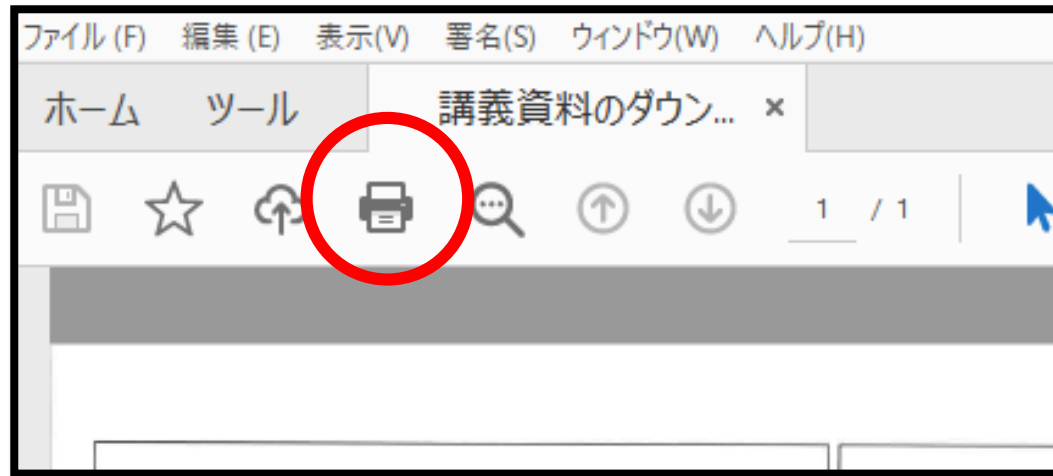 ファイル (F) 編集 (E) 表示(V) 署名(S) ウィンドウ(W) ヘルプ(H)
ホーム ツール 講義資料のダウン... ×
1 / 1